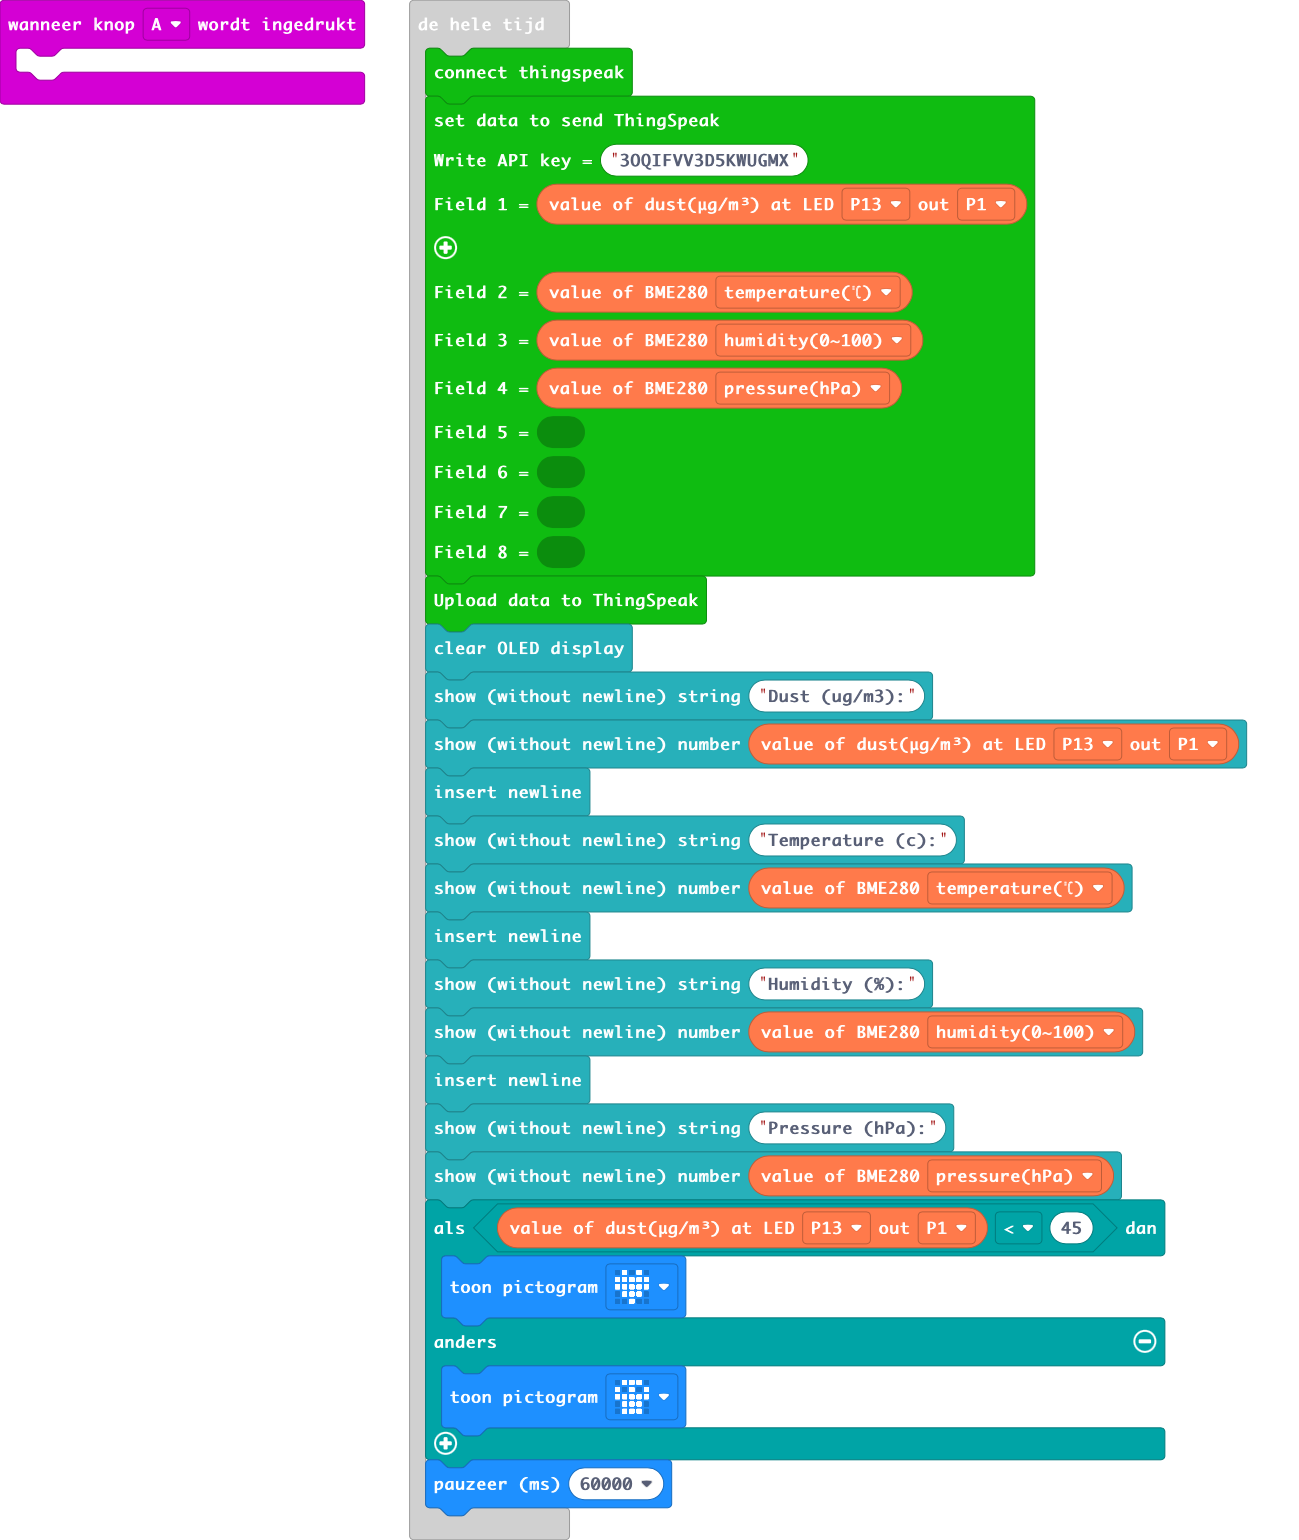 wanneer knop A wordt ingedrukt
de hele tijd
connect thingspeak
set data to send ThingSpeak
Write API key = "3OQIFVV3D5KWUGMX"
Field 1 = value of dust(μg/m³) at LED P13 out P1
Field 2 = value of BME280 temperature(℃)
Field 3 = value of BME280 humidity(0~100)
Field 4 = value of BME280 pressure(hPa)
Field 5 =
Field 6 =
Field 7 =
Field 8 =
Upload data to ThingSpeak
clear OLED display
show (without newline) string "Dust (ug/m3):"
show (without newline) number value of dust(μg/m³) at LED P13 out P1
insert newline
show (without newline) string "Temperature (c):"
show (without newline) number value of BME280 temperature(℃)
insert newline
show (without newline) string "Humidity (%):"
show (without newline) number value of BME280 humidity(0~100)
insert newline
show (without newline) string "Pressure (hPa):"
show (without newline) number value of BME280 pressure(hPa)
als value of dust(μg/m³) at LED P13 out P1 < 45 dan
toon pictogram
anders
toon pictogram
pauzeer (ms) 60000